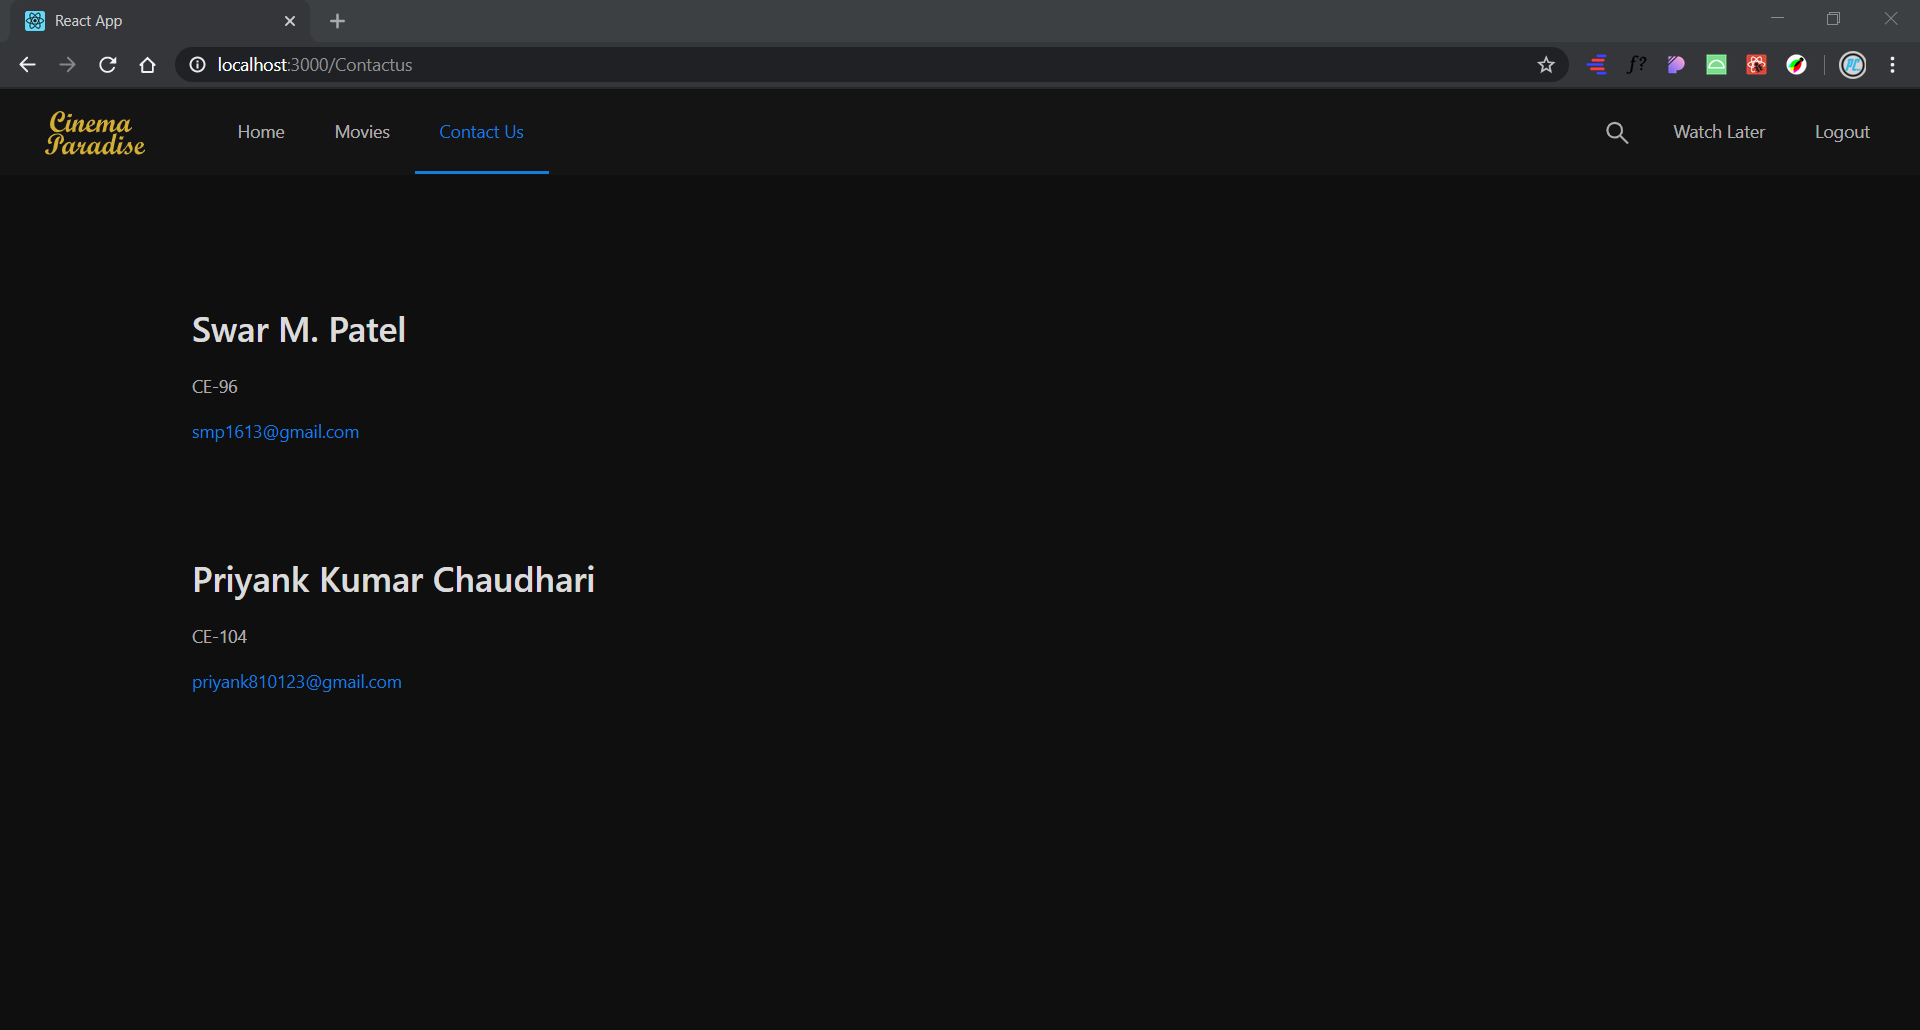 React App
localhost:3000/Contactus
Cinema
Paradise
Home
Movies
Contact Us
Watch Later
Logout
Swar M. Patel
CE-96
smp1613@gmail.com
Priyank Kumar Chaudhari
CE-104
priyank810123@gmail.com